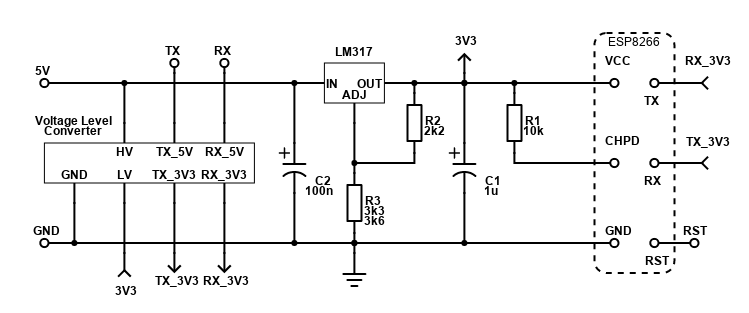 ESP8266
TX
RX
LM317
3V3
VCC
RX_3V3
5V
IN
OUT
ADJ
TX
Voltage Level
Converter
R2
2k2
R1
10k
HV
TX_5V
RX_5V
CHPD
TX_3V3
GND
LV
TX_3V3
RX_3V3
+
C2
100n
+
C1
1u
RX
R3
3k3
3k6
GND
GND
RST
RST
3V3
TX_3V3
RX_3V3